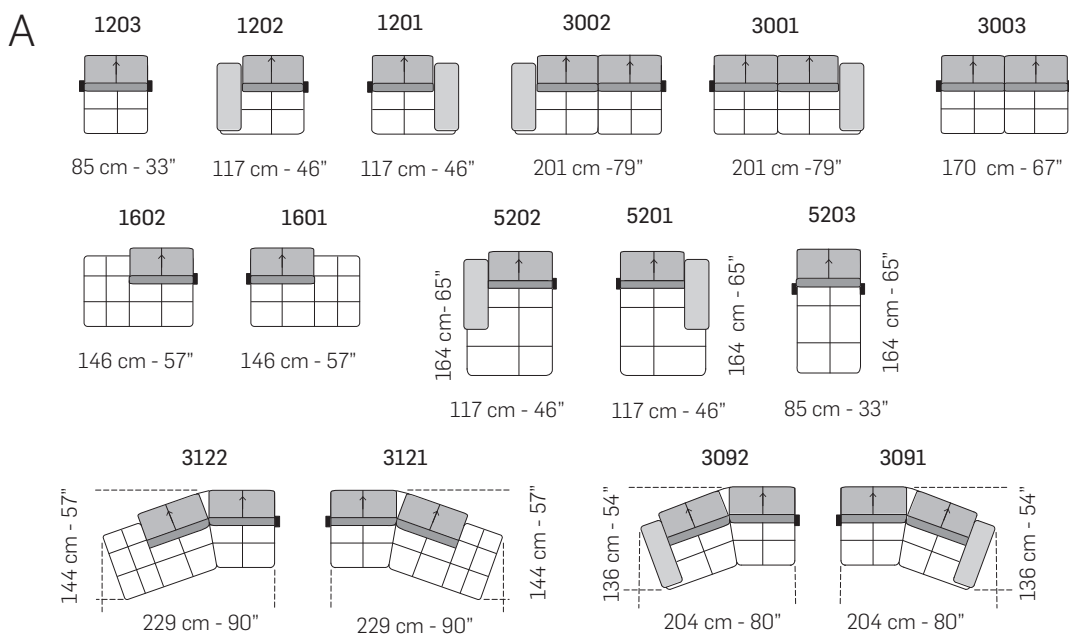 A
1203 1202 1201 3002 3001 3003
85 cm - 33" 117 cm - 46" 117 cm - 46" 201 cm -79" 201 cm -79" 170 cm - 67"
1602 1601 5202 5201 5203
164 cm- 65" 164 cm - 65" 164 cm - 65"
146 cm - 57" 146 cm - 57"
117 cm - 46" 117 cm - 46" 85 cm - 33"
3122 3121 3092 3091
144 cm - 57" 144 cm - 57" 136 cm - 54" 136 cm - 54"
229 cm - 90" 229 cm - 90" 204 cm - 80" 204 cm - 80"